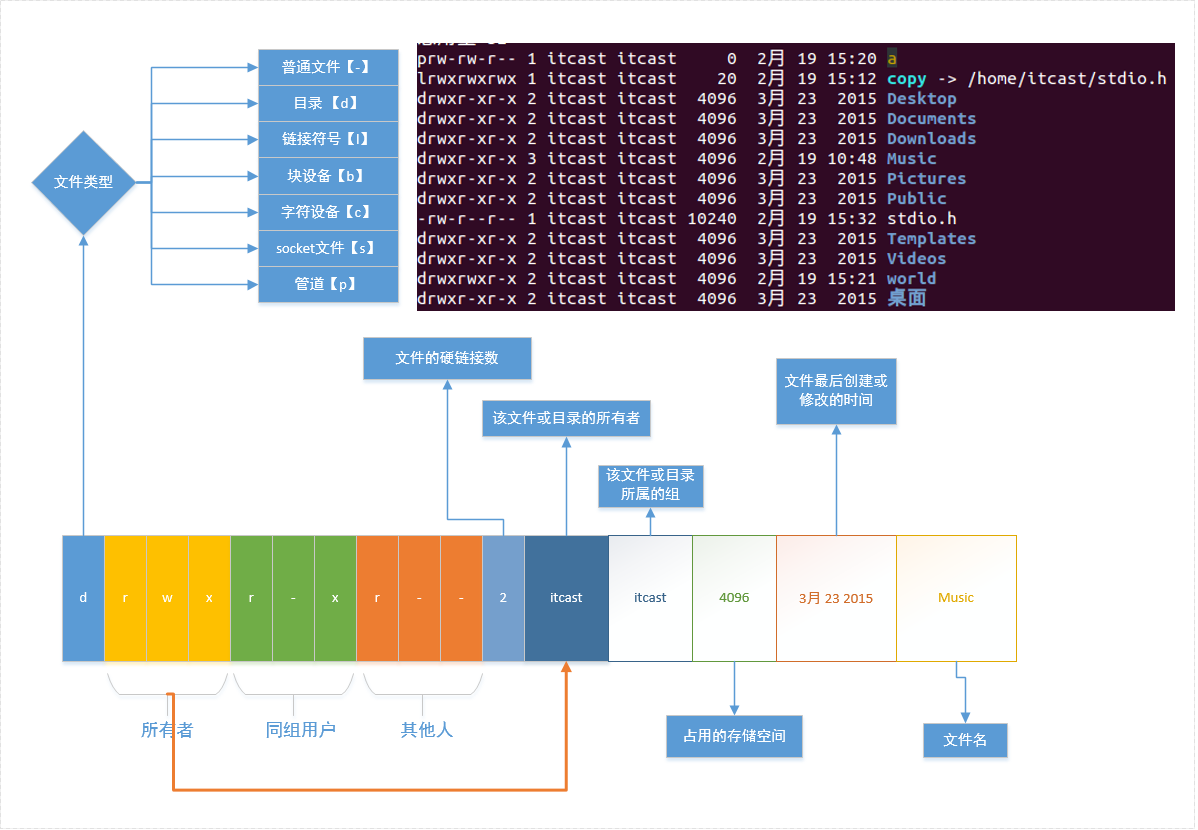 普通文件【-】
目录【d】
链接符号【l】
块设备【b】
字符设备【c】
socket文件【s】
管道【p】
文件类型
prw-rw-r-- 1 itcast itcast 0 2月 19 15:20 a
lrwxrwxrwx 1 itcast itcast 20 2月 19 15:12 copy -> /home/itcast/stdio.h
drwxr-xr-x 2 itcast itcast 4096 3月 23 2015 Desktop
drwxr-xr-x 2 itcast itcast 4096 3月 23 2015 Documents
drwxr-xr-x 2 itcast itcast 4096 3月 23 2015 Downloads
drwxr-xr-x 3 itcast itcast 4096 2月 19 10:48 Music
drwxr-xr-x 2 itcast itcast 4096 3月 23 2015 Pictures
drwxr-xr-x 2 itcast itcast 4096 3月 23 2015 Public
-rw-r--r-- 1 itcast itcast 10240 2月 19 15:32 stdio.h
drwxr-xr-x 2 itcast itcast 4096 3月 23 2015 Templates
drwxr-xr-x 2 itcast itcast 4096 3月 23 2015 Videos
drwxrwxr-x 2 itcast itcast 4096 2月 19 15:21 world
drwxr-xr-x 2 itcast itcast 4096 3月 23 2015 桌面
文件的硬链接数
该文件或目录的所有者
该文件或目录
所属的组
文件最后创建或
修改的时间
d r w x r - x r - - 2 itcast itcast 4096 3月 23 2015 Music
所有者
同组用户
其他人
占用的存储空间
文件名